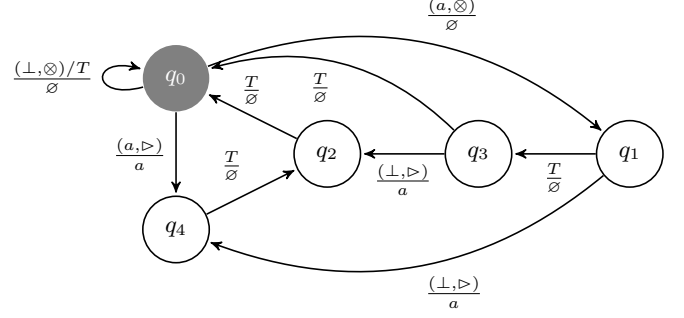 (a,⊗)/∅
(⊥,⊗)/T/∅
q₀
T/∅
T/∅
(a,▷)/a
T/∅
q₂
q₃
q₁
(⊥,▷)/a
T/∅
q₄
(⊥,▷)/a